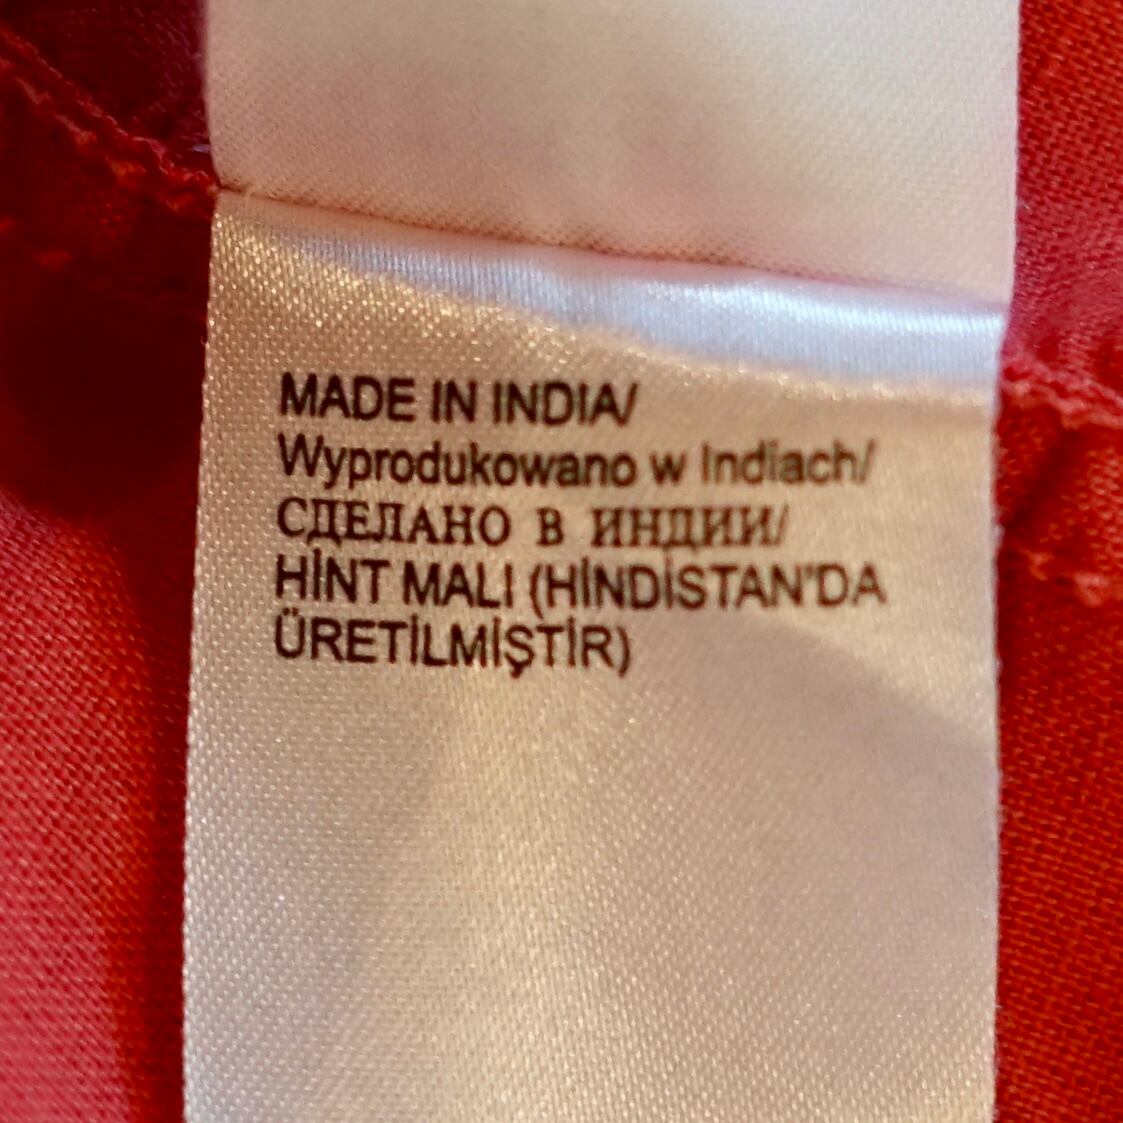 MADE IN INDIA/
Wyprodukowano w Indiach/
СДЕЛАНО В ИНДИИ/
HİNT MALI (HİNDİSTAN'DA
ÜRETİLMİŞTİR)